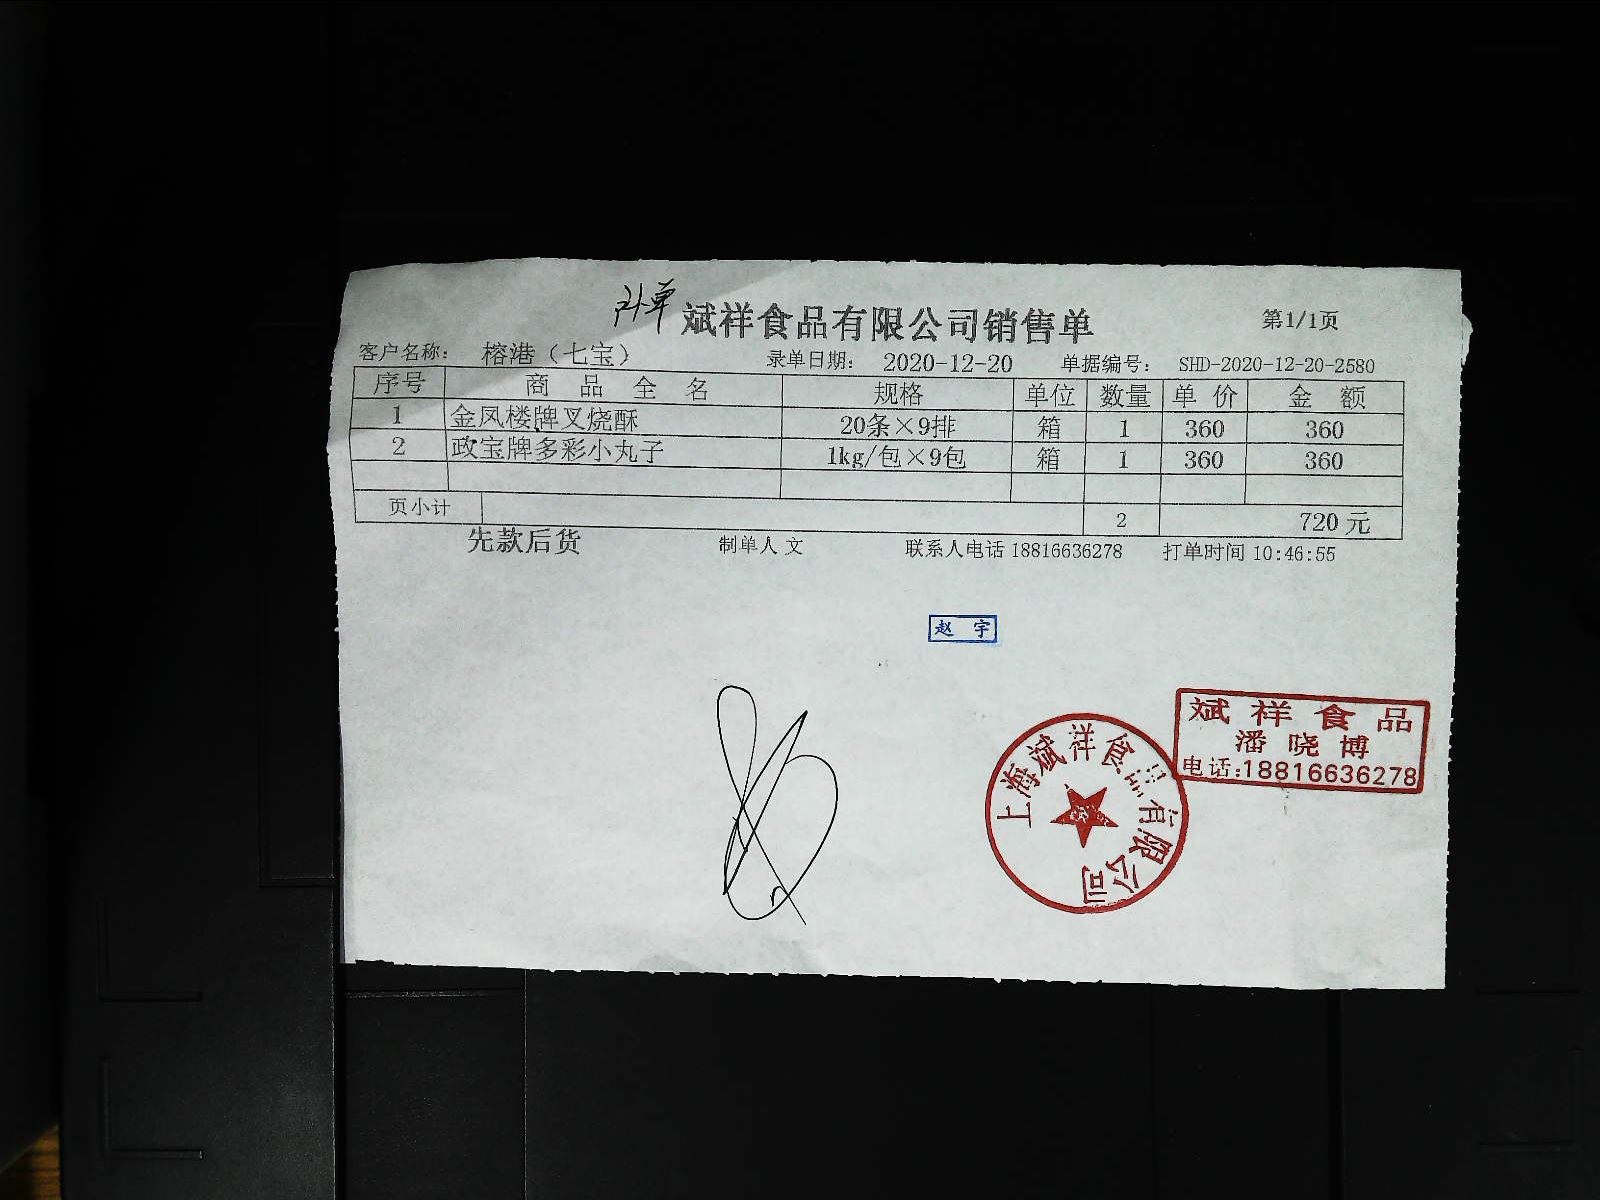 补单 斌祥食品有限公司销售单 第1/1页
客户名称: 榕港（七宝） 录单日期: 2020-12-20 单据编号: SHD-2020-12-20-2580
序号 商品全名 规格 单位 数量 单价 金额
1 金凤楼牌叉烧酥 20条×9排 箱 1 360 360
2 政宝牌多彩小丸子 1kg/包×9包 箱 1 360 360
页小计 2 720元
先款后货 制单人 文 联系人电话 18816636278 打单时间 10:46:55
赵 宇
斌祥食品
潘晓博
电话:18816636278
上海斌祥食品有限公司